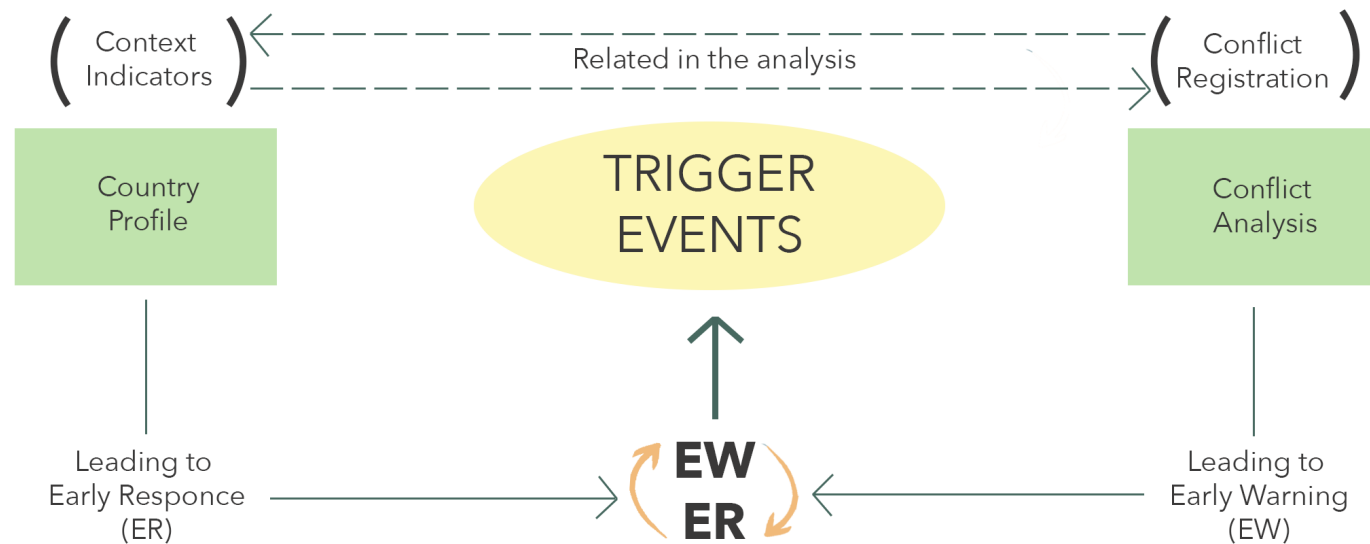 Context
Indicators
Related in the analysis
Conflict
Registration
Country
Profile
TRIGGER
EVENTS
Conflict
Analysis
Leading to
Early Responce
(ER)
EW
ER
Leading to
Early Warning
(EW)